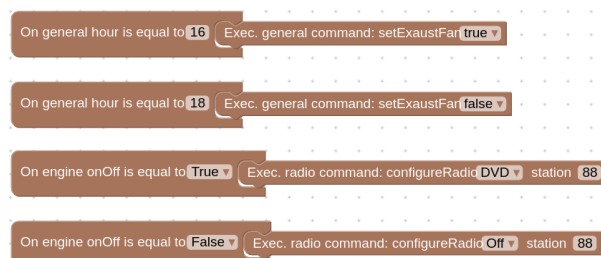 On general hour is equal to 16 Exec. general command: setExaustFan true ▾
On general hour is equal to 18 Exec. general command: setExaustFan false ▾
On engine onOff is equal to True ▾ Exec. radio command: configureRadio DVD ▾ station 88
On engine onOff is equal to False ▾ Exec. radio command: configureRadio Off ▾ station 88